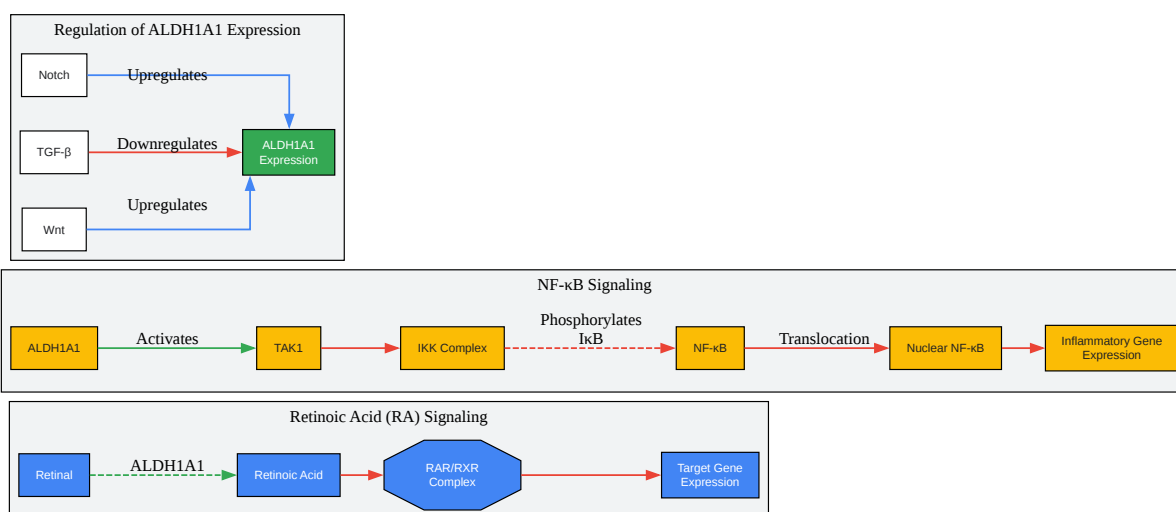 Regulation of ALDH1A1 Expression
Notch
Upregulates
TGF-β
Downregulates
ALDH1A1
Expression
Upregulates
Wnt
NF-κB Signaling
ALDH1A1
Activates
TAK1
IKK Complex
Phosphorylates
IκB
NF-κB
Translocation
Nuclear NF-κB
Inflammatory Gene
Expression
Retinoic Acid (RA) Signaling
Retinal
ALDH1A1
Retinoic Acid
RAR/RXR
Complex
Target Gene
Expression